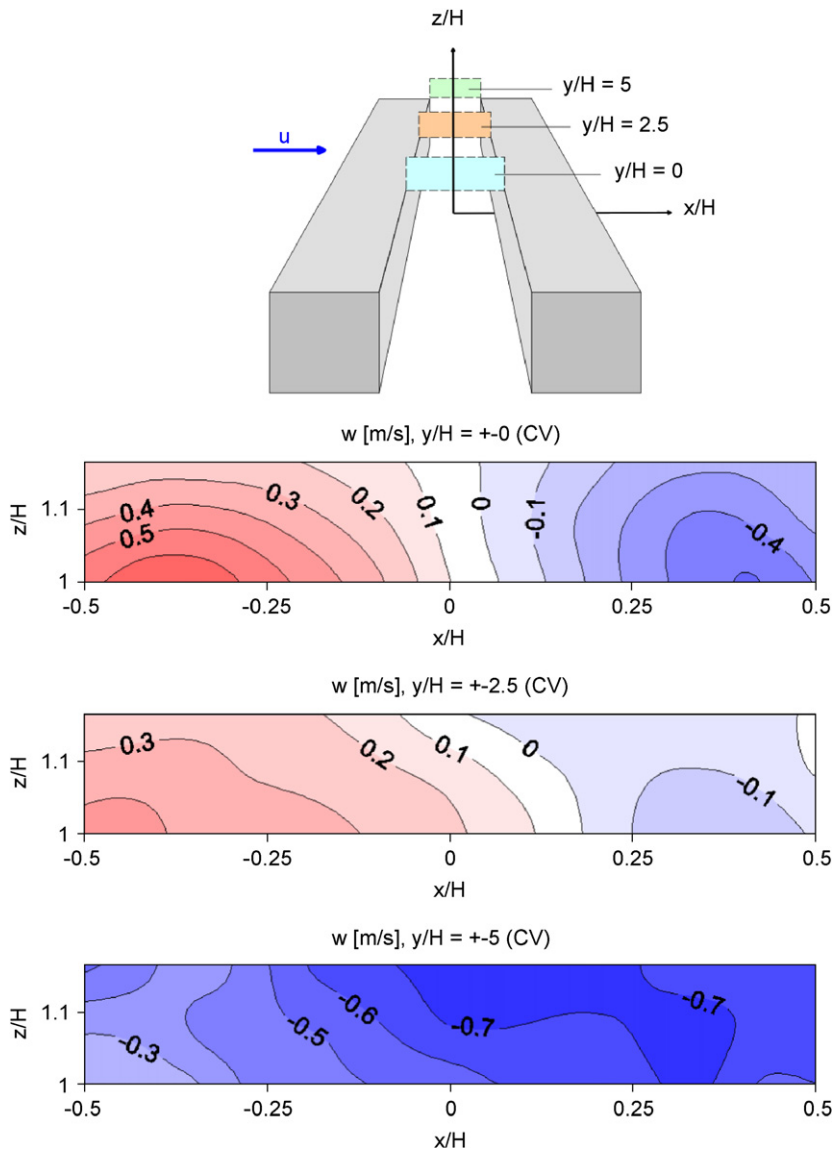 z/H
y/H = 5
y/H = 2.5
u
y/H = 0
x/H
w [m/s], y/H = +-0 (CV)
z/H
1.1
1
0.4
0.5
0.3
0.2
0.1
0
-0.1
-0.4
-0.5 -0.25 0 0.25 0.5
x/H
w [m/s], y/H = +-2.5 (CV)
z/H
1.1
1
0.3
0.2
0.1
0
-0.1
-0.5 -0.25 0 0.25 0.5
x/H
w [m/s], y/H = +-5 (CV)
z/H
1.1
1
-0.3
-0.5
-0.6
-0.7
-0.7
-0.5 -0.25 0 0.25 0.5
x/H